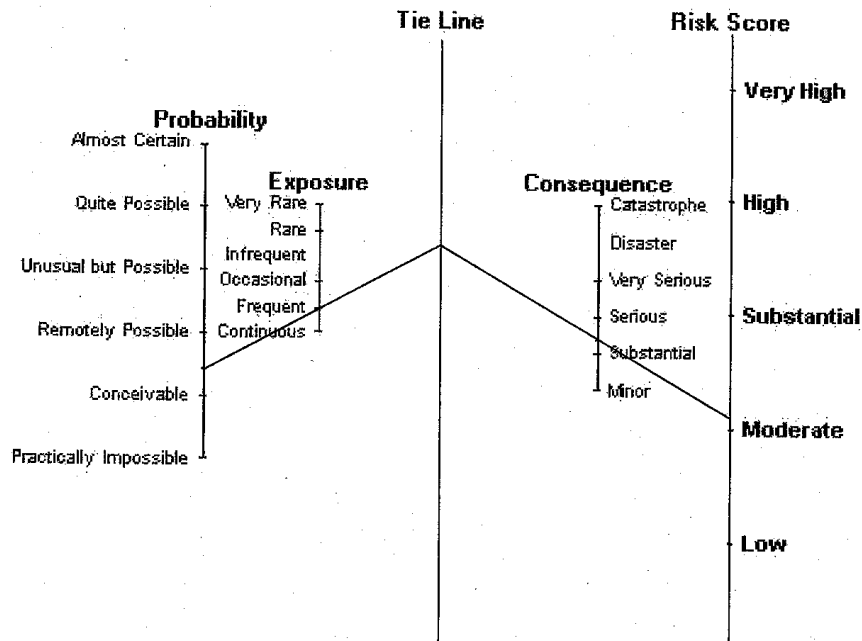 Tie Line
Risk Score
Very High
High
Substantial
Moderate
Low
Probability
Almost Certain
Quite Possible
Unusual but Possible
Remotely Possible
Conceivable
Practically Impossible
Exposure
Very Rare
Rare
Infrequent
Occasional
Frequent
Continuous
Consequence
Catastrophe
Disaster
Very Serious
Serious
Substantial
Minor